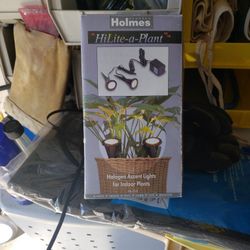 Holmes
"HiLite-a-Plant"
Halogen Accent Lights
for Indoor Plants